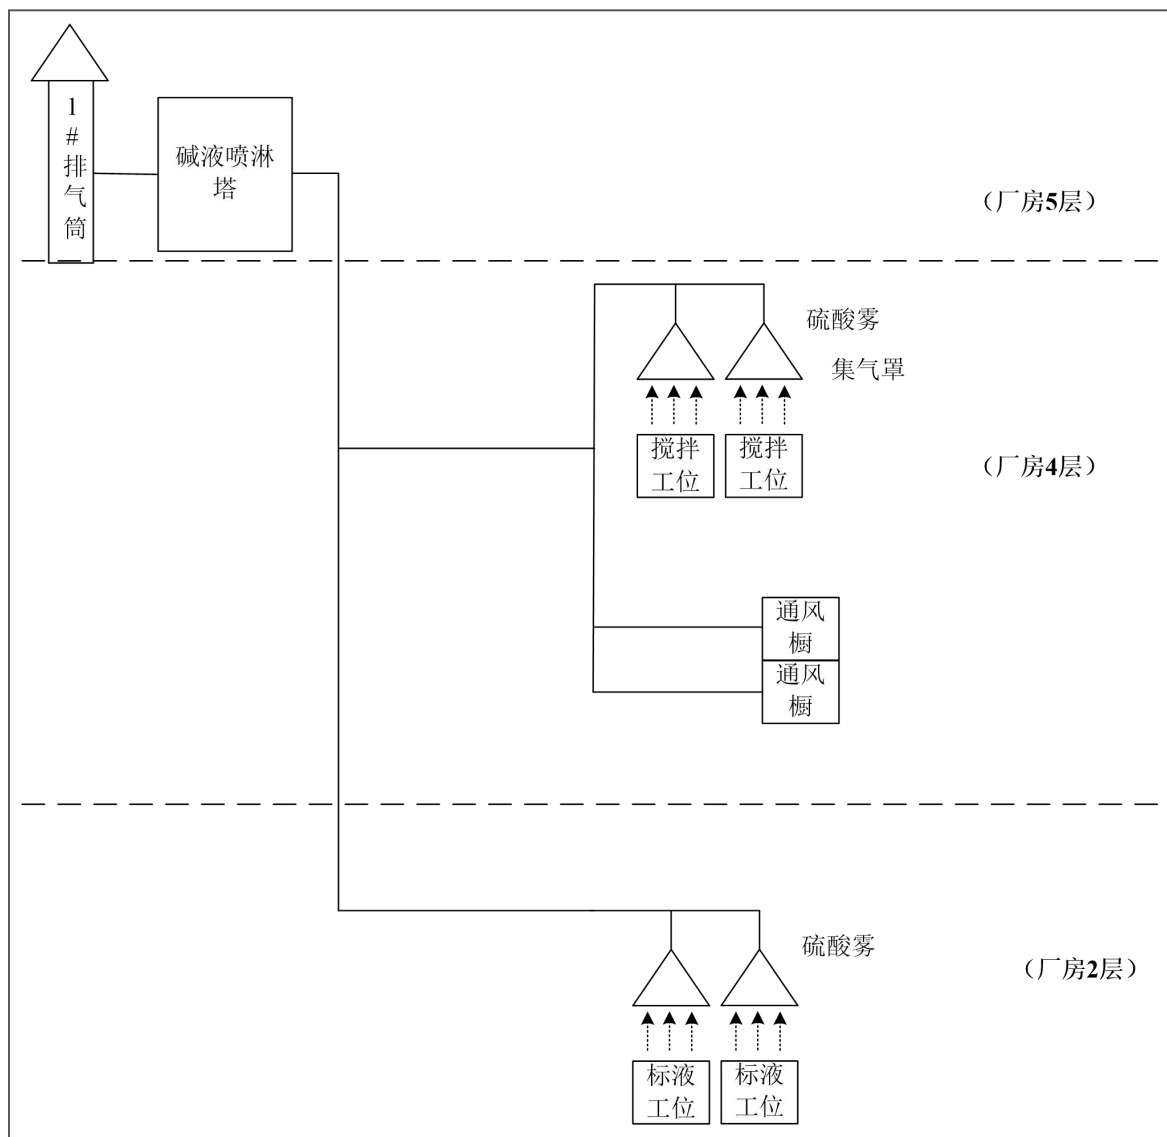 1
#
排
气
筒
碱液喷淋
塔
（厂房5层）
硫酸雾
集气罩
搅拌
工位
搅拌
工位
（厂房4层）
通风
橱
通风
橱
硫酸雾
（厂房2层）
标液
工位
标液
工位